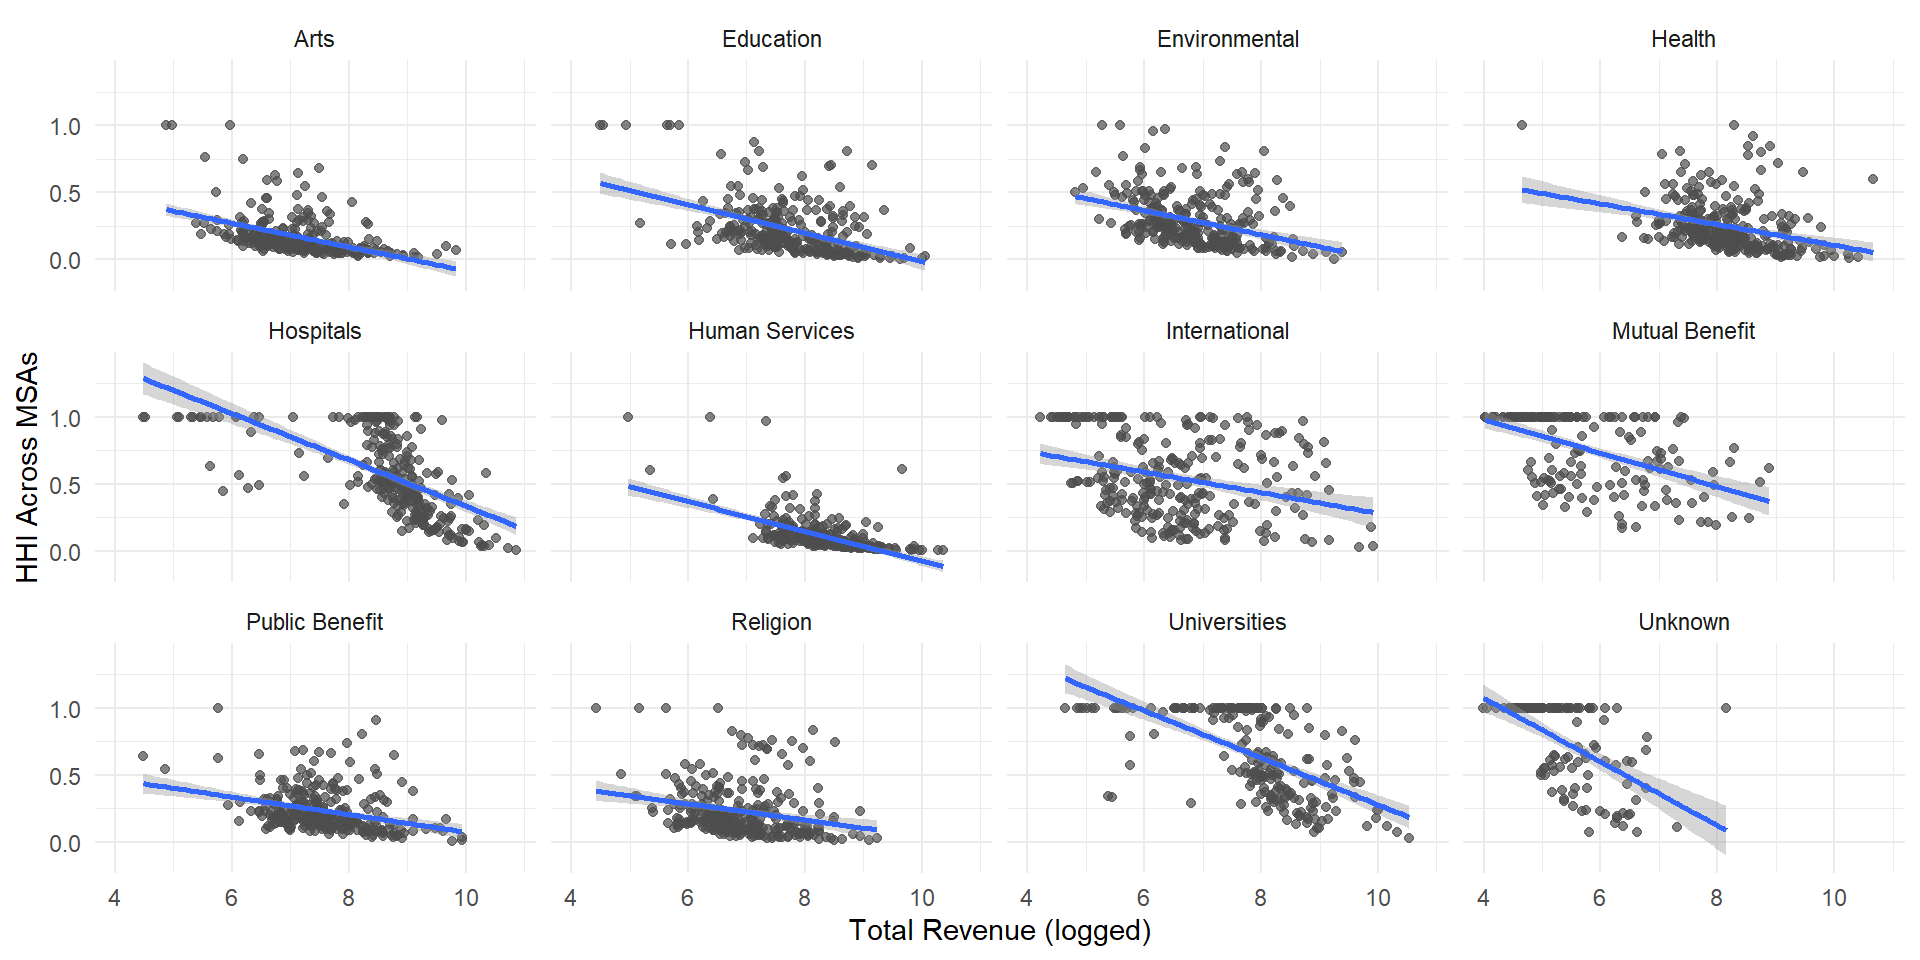 Arts
Education
Environmental
Health
1.0
0.5
0.0
Hospitals
Human Services
International
Mutual Benefit
1.0
0.5
0.0
Public Benefit
Religion
Universities
Unknown
1.0
0.5
0.0
4 6 8 10
4 6 8 10
4 6 8 10
4 6 8 10
Total Revenue (logged)
HHI Across MSAs